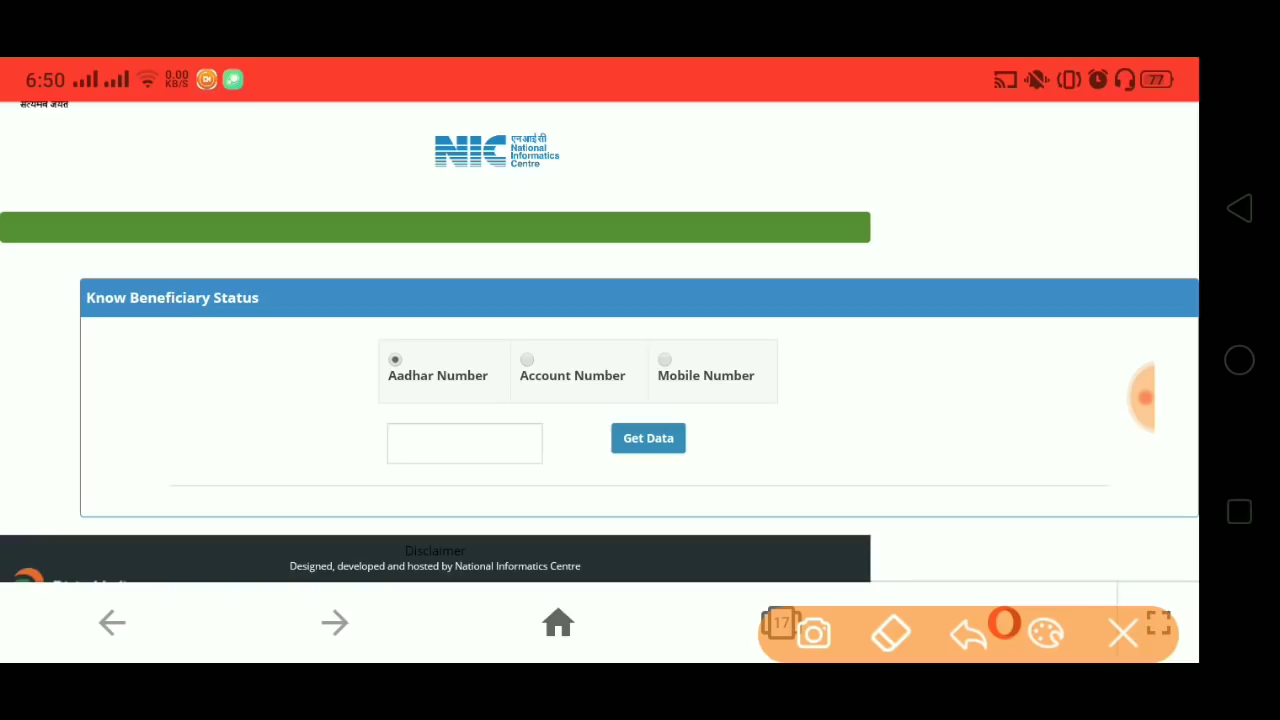 6:50 0.00 77
KB/S
सत्यमेव जयते
NIC एनआईसी
National
Informatics
Centre
Know Beneficiary Status
Aadhar Number Account Number Mobile Number
Get Data
Disclaimer
Designed, developed and hosted by National Informatics Centre
17